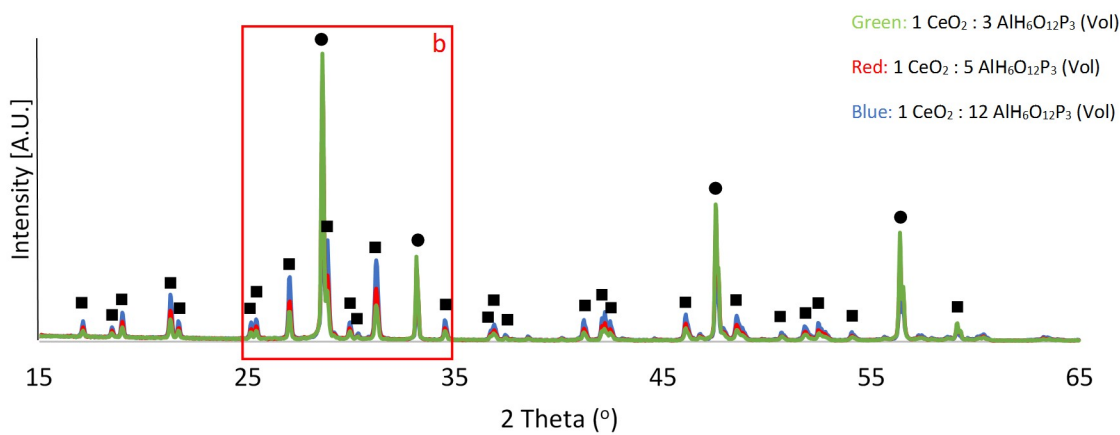 Green: 1 CeO₂ : 3 AlH₆O₁₂P₃ (Vol)
Red: 1 CeO₂ : 5 AlH₆O₁₂P₃ (Vol)
Blue: 1 CeO₂ : 12 AlH₆O₁₂P₃ (Vol)
b
Intensity [A.U.]
15 25 35 45 55 65
2 Theta (°)